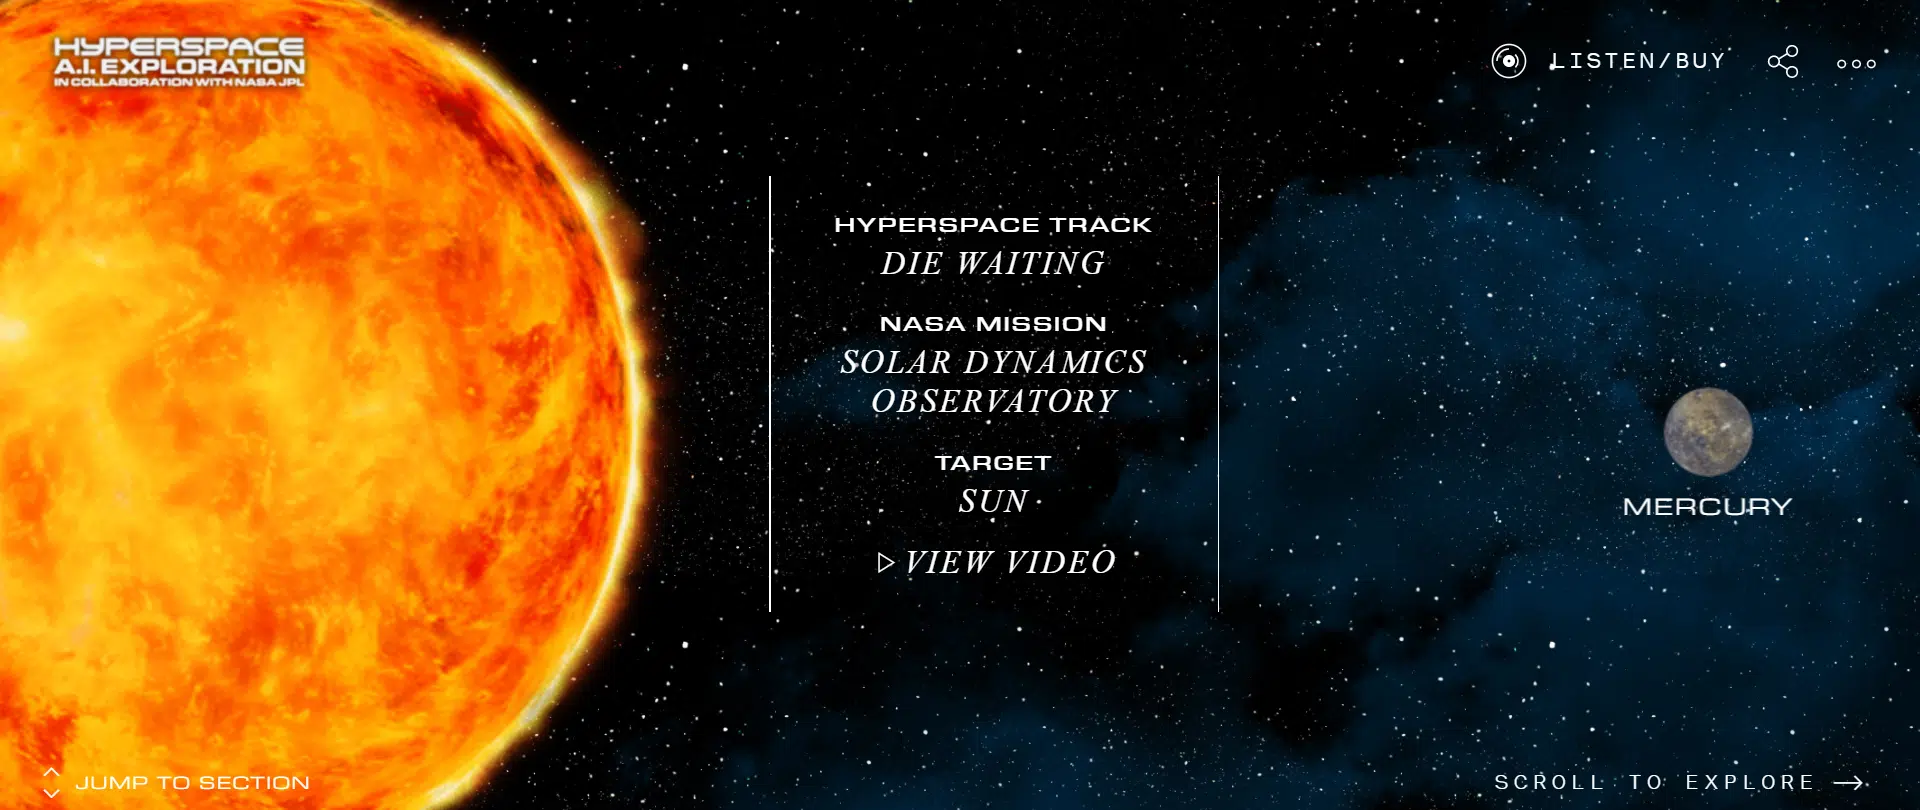 HYPERSPACE
A.I. EXPLORATION
IN COLLABORATION WITH NASA JPL
LISTEN/BUY
HYPERSPACE TRACK
DIE WAITING
NASA MISSION
SOLAR DYNAMICS
OBSERVATORY
TARGET
SUN
VIEW VIDEO
MERCURY
JUMP TO SECTION
SCROLL TO EXPLORE